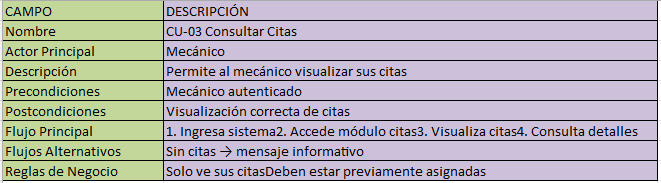 CAMPO DESCRIPCIÓN
Nombre CU-03 Consultar Citas
Actor Principal Mecánico
Descripción Permite al mecánico visualizar sus citas
Precondiciones Mecánico autenticado
Postcondiciones Visualización correcta de citas
Flujo Principal 1. Ingresa sistema2. Accede módulo citas3. Visualiza citas4. Consulta detalles
Flujos Alternativos Sin citas → mensaje informativo
Reglas de Negocio Solo ve sus citasDeben estar previamente asignadas